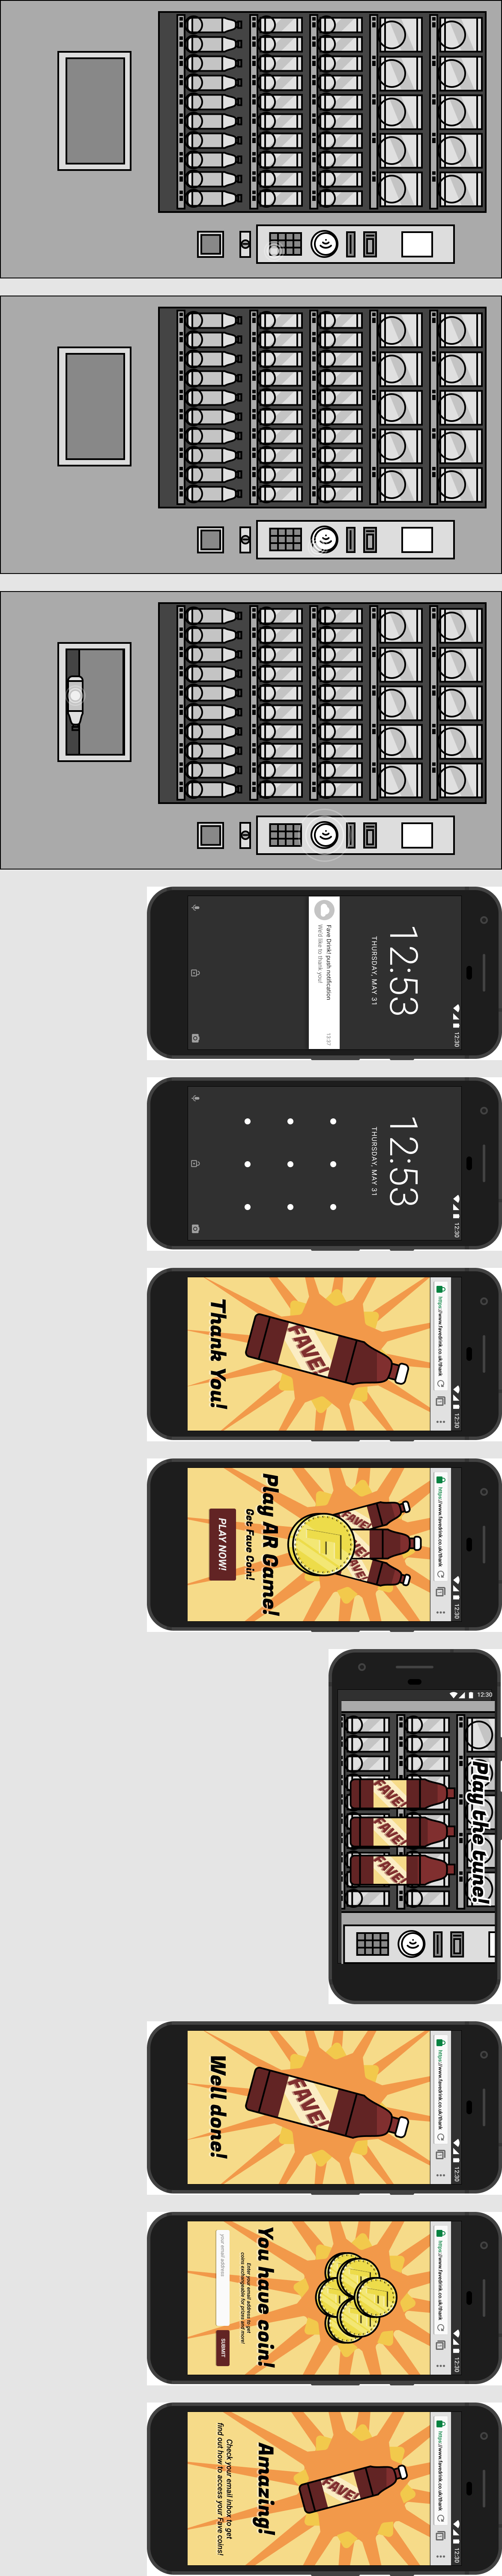 12:30
12:53
THURSDAY, MAY 31
Fave Drink! push notification
We'd like to thank you!
12:30
12:53
THURSDAY, MAY 31
12:30
https://www.favedrink.co.uk/thank
FAVE!
Thank You!
12:30
https://www.favedrink.co.uk/thank
FAVE!
FAVE!
Play AR Game!
Get Fave Coin!
PLAY NOW!
12:30
Play the tune!
FAVE!
FAVE!
FAVE!
12:30
https://www.favedrink.co.uk/thank
FAVE!
Well done!
12:30
https://www.favedrink.co.uk/thank
You have coin!
Enter your email address to get
coins exchangeable for prizes and more!
your email address
SUBMIT
12:30
https://www.favedrink.co.uk/thank
FAVE!
Amazing!
Check your email inbox to get
find out how to access your Fave coins!